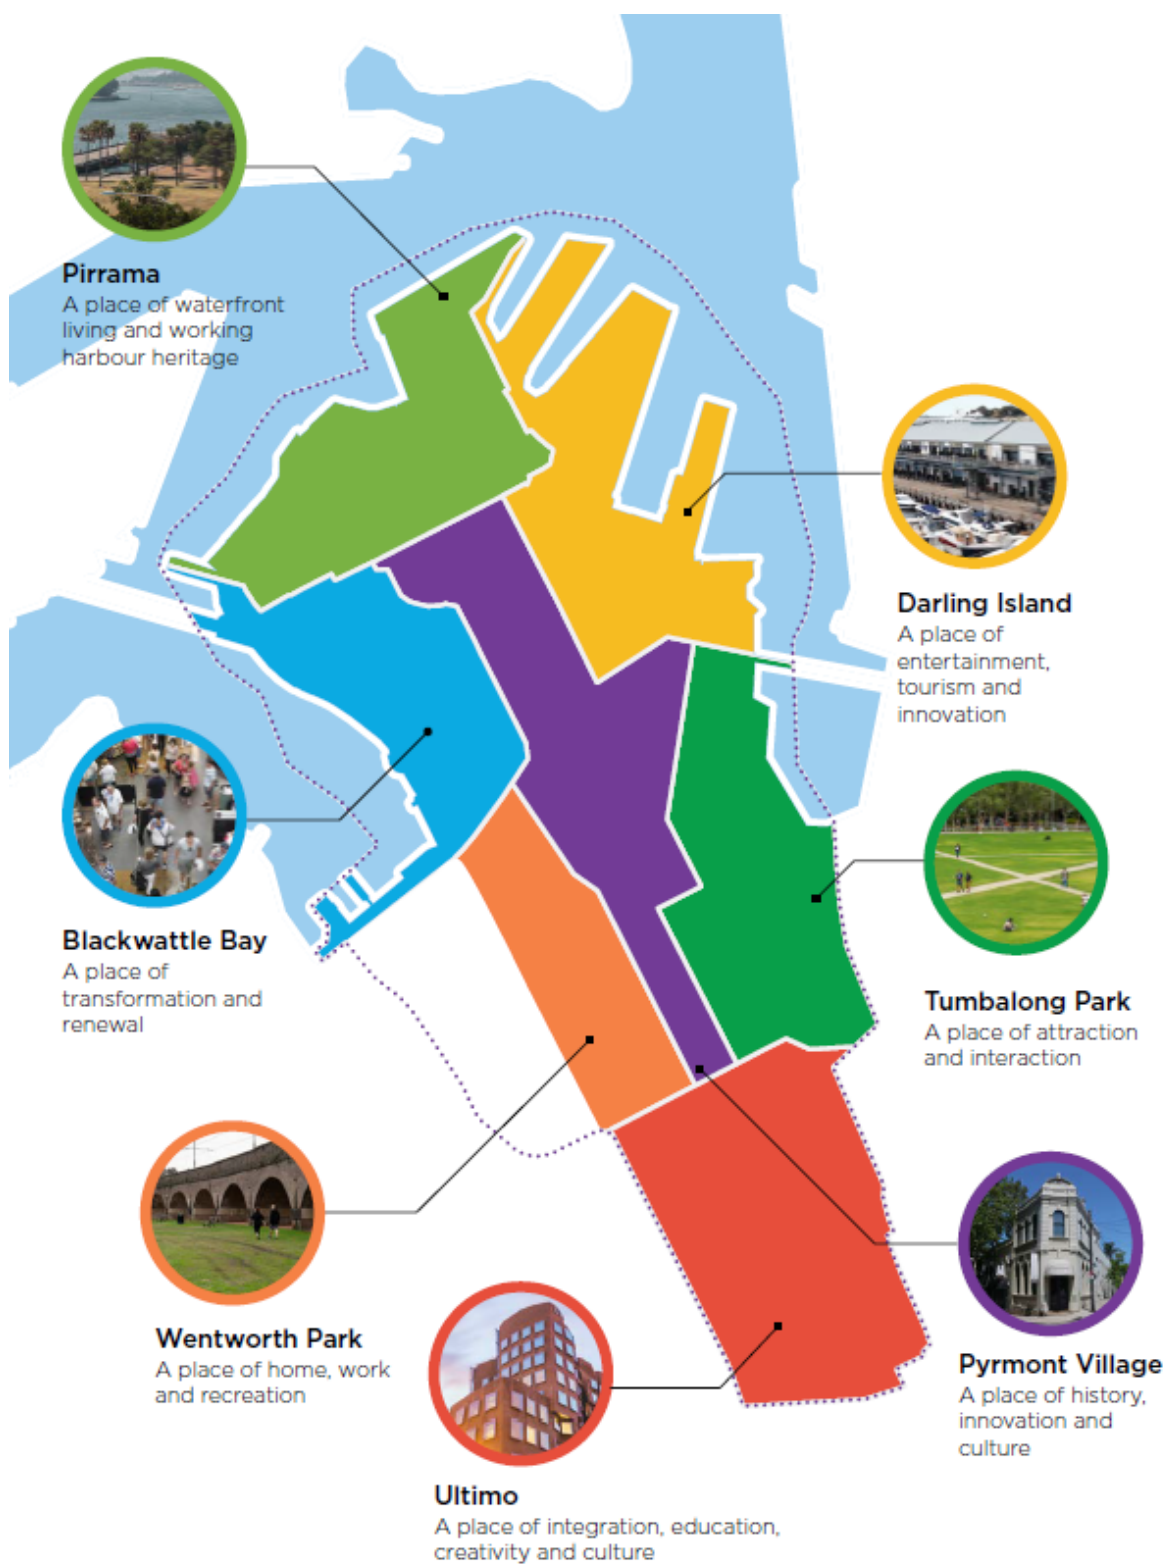 Pirrama
A place of waterfront
living and working
harbour heritage
Darling Island
A place of
entertainment,
tourism and
innovation
Blackwattle Bay
A place of
transformation and
renewal
Tumbalong Park
A place of attraction
and interaction
Wentworth Park
A place of home, work
and recreation
Pyrmont Village
A place of history,
innovation and
culture
Ultimo
A place of integration, education,
creativity and culture